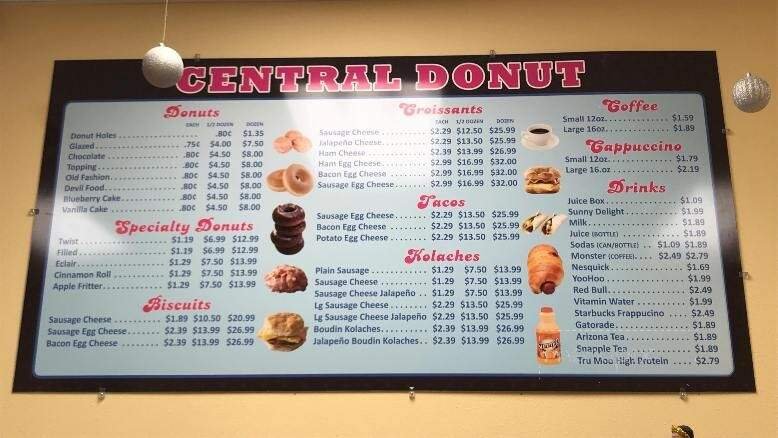 CENTRAL DONUT
Donuts
EACH 1/2 DOZEN DOZEN
Donut Holes .80¢ $1.35
Glazed .75¢ $4.00 $7.50
Chocolate .80¢ $4.50 $8.00
Topping .80¢ $4.50 $8.00
Old Fashion .80¢ $4.50 $8.00
Devil Food .80¢ $4.50 $8.00
Blueberry Cake .80¢ $4.50 $8.00
Vanilla Cake .80¢ $4.50 $8.00
Specialty Donuts
Twist $1.19 $6.99 $12.99
Filled $1.19 $6.99 $12.99
Eclair $1.29 $7.50 $13.99
Cinnamon Roll $1.29 $7.50 $13.99
Apple Fritter $1.29 $7.50 $13.99
Biscuits
Sausage Cheese $1.89 $10.50 $20.99
Sausage Egg Cheese $2.39 $13.99 $26.99
Bacon Egg Cheese $2.39 $13.99 $26.99
Croissants
EACH 1/2 DOZEN DOZEN
Sausage Cheese $2.29 $12.50 $25.99
Jalapeño Cheese $2.29 $13.50 $25.99
Ham Cheese $2.39 $13.99 $26.99
Ham Egg Cheese $2.99 $16.99 $32.00
Bacon Egg Cheese $2.99 $16.99 $32.00
Sausage Egg Cheese $2.99 $16.99 $32.00
Tacos
Sausage Egg Cheese $2.29 $13.50 $25.99
Bacon Egg Cheese $2.29 $13.50 $25.99
Potato Egg Cheese $2.29 $13.50 $25.99
Kolaches
Plain Sausage $1.29 $7.50 $13.99
Sausage Cheese $1.29 $7.50 $13.99
Sausage Cheese Jalapeño $1.29 $7.50 $13.99
Lg Sausage Cheese $2.29 $13.50 $25.99
Lg Sausage Cheese Jalapeño $2.29 $13.50 $25.99
Boudin Kolaches $2.39 $13.99 $26.99
Jalapeño Boudin Kolaches $2.39 $13.99 $26.99
Coffee
Small 12oz $1.59
Large 16oz $1.89
Cappuccino
Small 12oz $1.79
Large 16.oz $2.19
Drinks
Juice Box $1.09
Sunny Delight $1.99
Milk $1.89
Juice (BOTTLE) $1.89
Sodas (CAN/BOTTLE) $1.09 $1.89
Monster (COFFEE) $2.49 $2.79
Nesquick $1.69
YooHoo $1.99
Red Bull $2.49
Vitamin Water $1.99
Starbucks Frappucino $2.49
Gatorade $1.89
Arizona Tea $1.89
Snapple Tea $1.89
Tru Moo High Protein $2.79